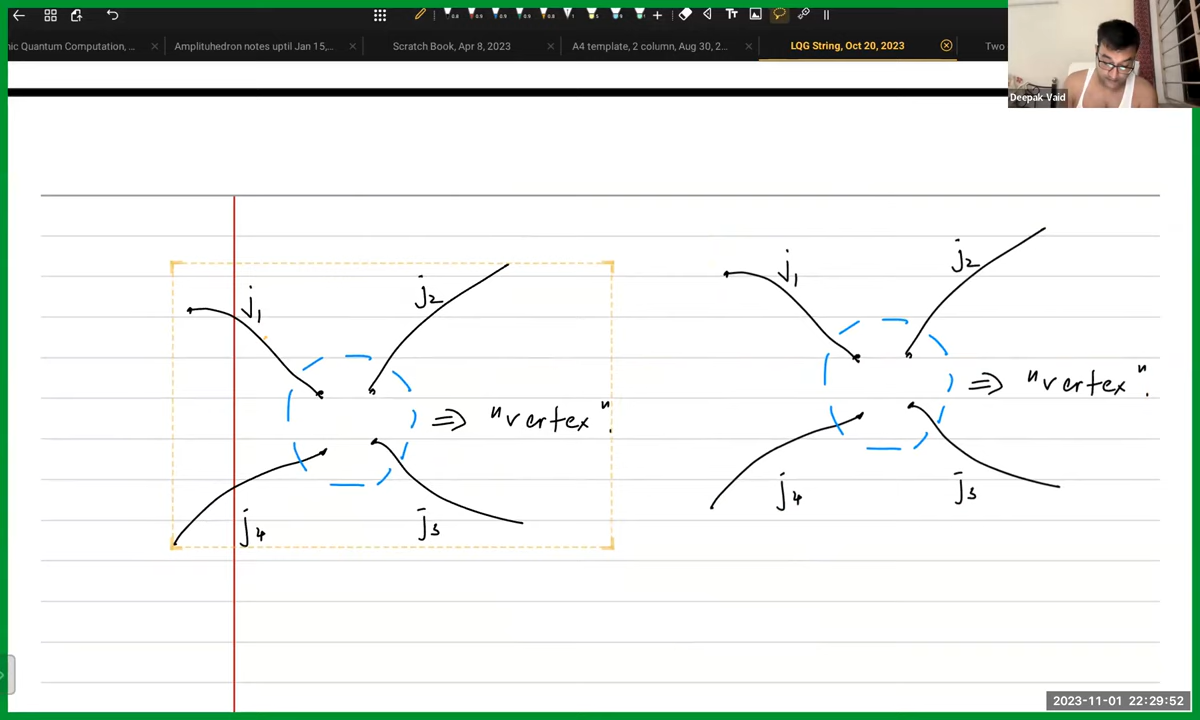 nic Quantum Computation, ...
Amplituhedron notes uptil Jan 15,...
Scratch Book, Apr 8, 2023
A4 template, 2 column, Aug 30, 2...
LQG String, Oct 20, 2023
Two
Deepak Vaid
j1
j2
⇒ "vertex".
j4
j3
j1
j2
⇒ "vertex".
j4
j3
2023-11-01 22:29:52